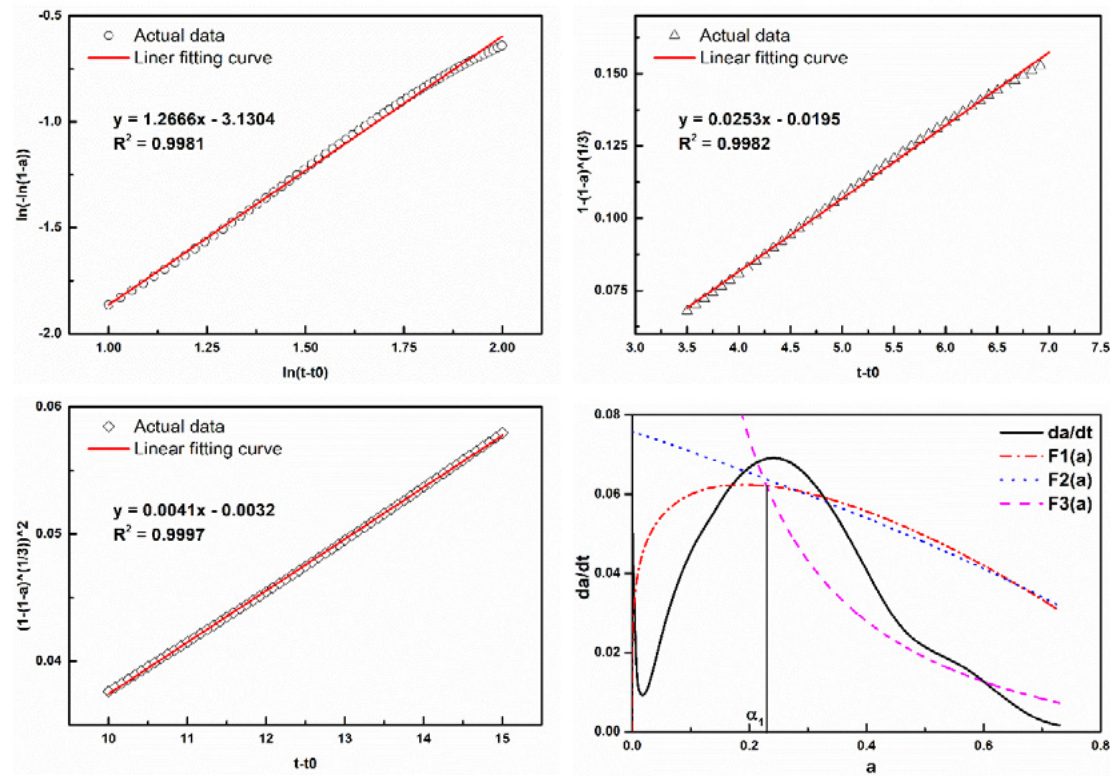 -0.5
-1.0
-1.5
-2.0
ln(-ln(1-a))
Actual data
Liner fitting curve
y = 1.2666x - 3.1304
R² = 0.9981
1.00 1.25 1.50 1.75 2.00
ln(t-t0)
0.150
0.125
0.100
0.075
1-(1-a)^(1/3)
Actual data
Linear fitting curve
y = 0.0253x - 0.0195
R² = 0.9982
3.0 3.5 4.0 4.5 5.0 5.5 6.0 6.5 7.0 7.5
t-t0
0.06
0.05
0.04
(1-(1-a)^(1/3))^2
Actual data
Linear fitting curve
y = 0.0041x - 0.0032
R² = 0.9997
10 11 12 13 14 15
t-t0
0.08
0.06
0.04
0.02
0.00
da/dt
da/dt
F1(a)
F2(a)
F3(a)
α₁
0.0 0.2 0.4 0.6 0.8
a